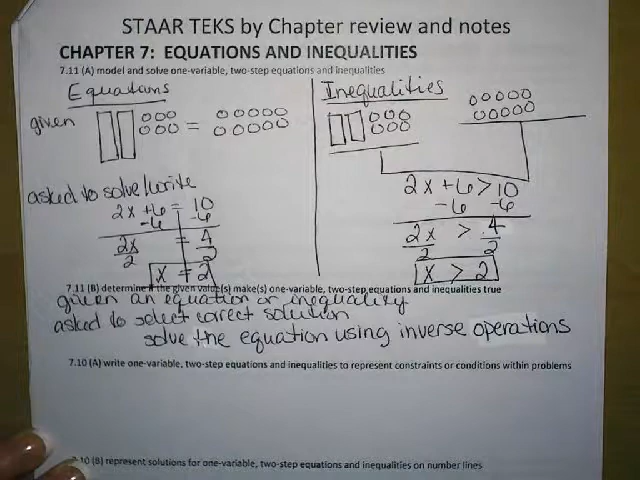 STAAR TEKS by Chapter review and notes
CHAPTER 7: EQUATIONS AND INEQUALITIES
7.11 (A) model and solve one-variable, two-step equations and inequalities
Equations
given
=
asked to solve/write
2x + 6 = 10
-6 -6
2x = 4
2 2
x = 2
Inequalities
2x + 6 > 10
-6 -6
2x > 4
2 2
x > 2
7.11 (B) determine if the given value(s) make(s) one-variable, two-step equations and inequalities true
given an equation or inequality
asked to select correct solution
solve the equation using inverse operations
7.10 (A) write one-variable, two-step equations and inequalities to represent constraints or conditions within problems
7.10 (B) represent solutions for one-variable, two-step equations and inequalities on number lines